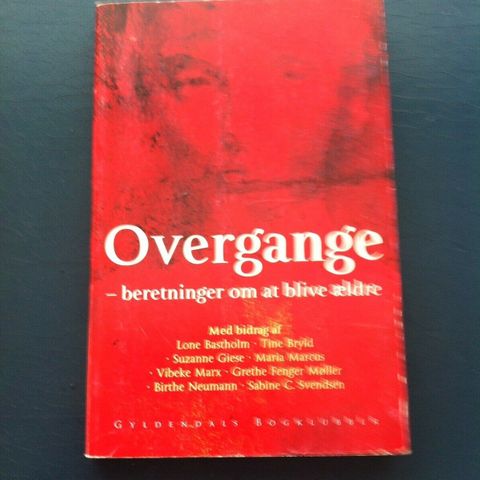 Overgange
– beretninger om at blive ældre
Med bidrag af
Lone Bastholm · Tine Bryld
· Suzanne Giese · Maria Marcus
· Vibeke Marx · Grethe Fenger Møller
· Birthe Neumann · Sabine C. Svendsen
GYLDENDALS BOGKLUBBER